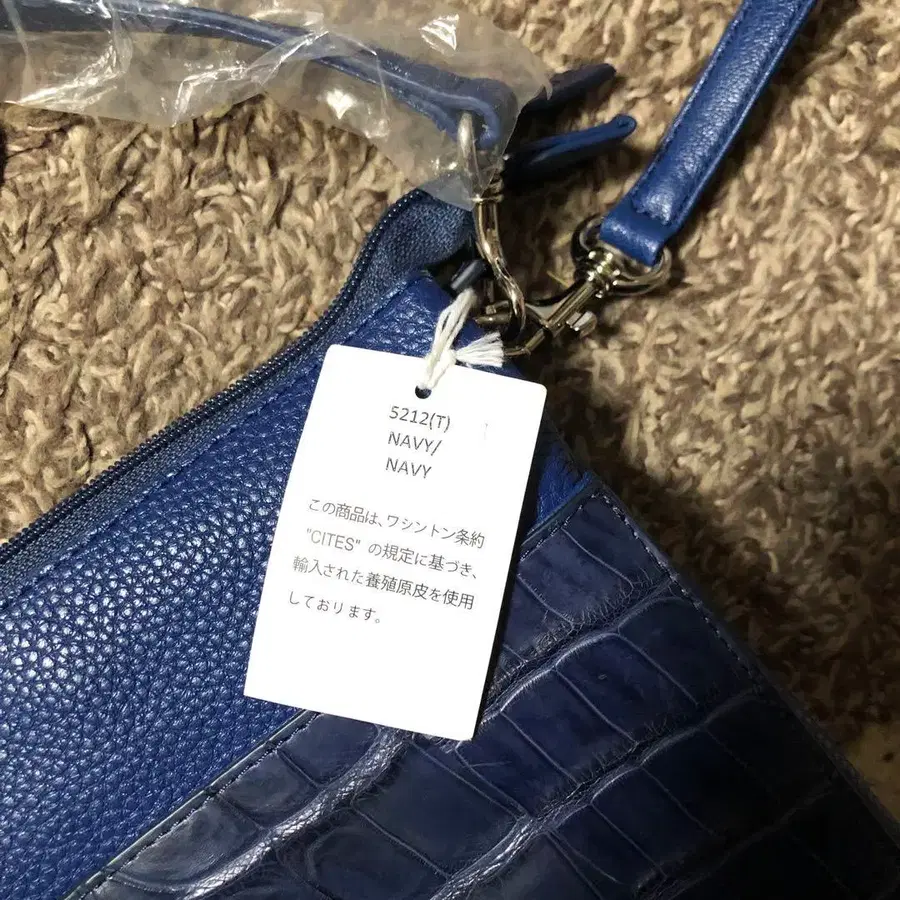 5212(T)
NAVY/
NAVY
この商品は、ワシントン条約
"CITES" の規定に基づき、
輸入された養殖原皮を使用
しております。